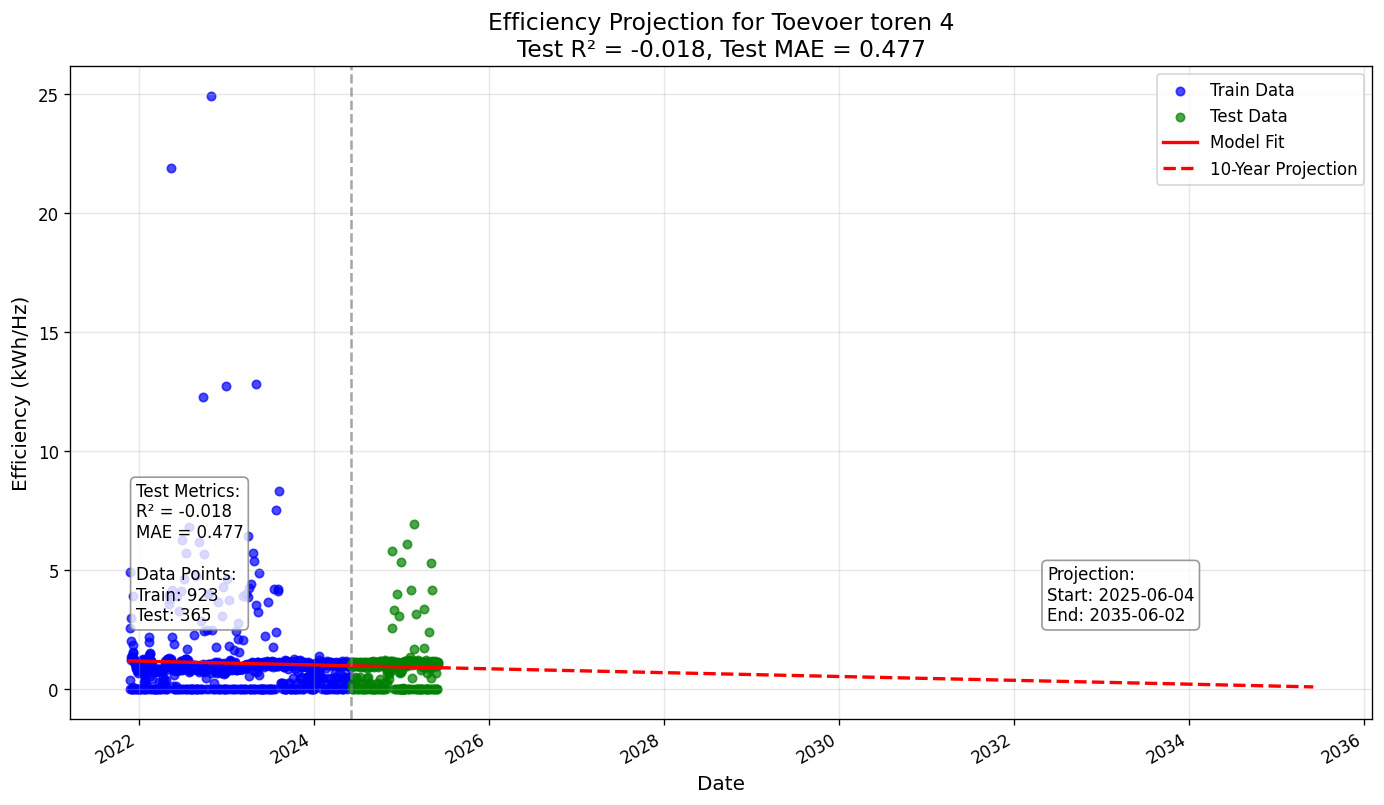 Efficiency Projection for Toevoer toren 4
Test R² = -0.018, Test MAE = 0.477
Train Data
Test Data
Model Fit
10-Year Projection
Efficiency (kWh/Hz)
25
20
15
10
5
0
Test Metrics:
R² = -0.018
MAE = 0.477
Data Points:
Train: 923
Test: 365
Projection:
Start: 2025-06-04
End: 2035-06-02
2022
2024
2026
2028
2030
2032
2034
2036
Date